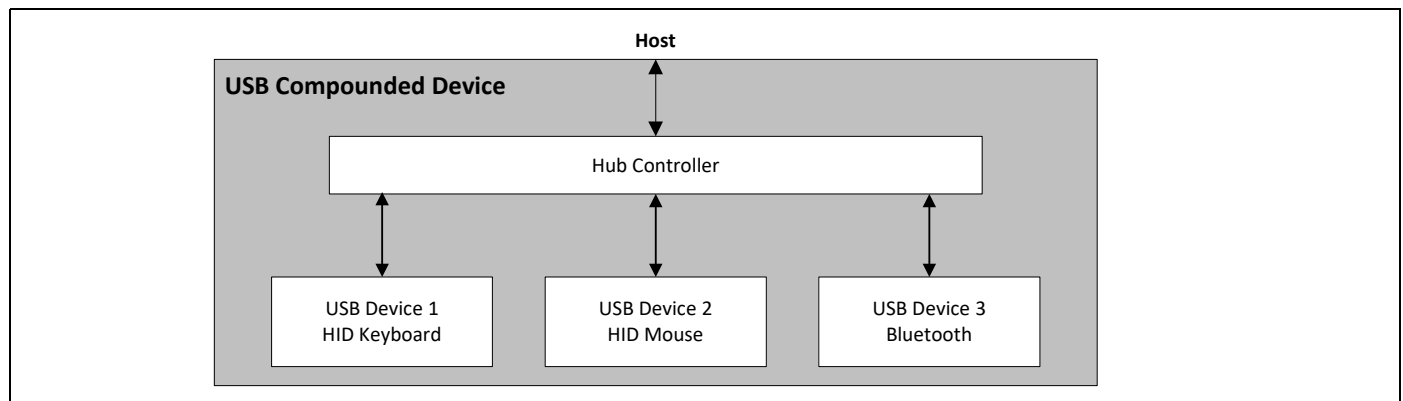 Host
USB Compounded Device
Hub Controller
USB Device 1
HID Keyboard
USB Device 2
HID Mouse
USB Device 3
Bluetooth